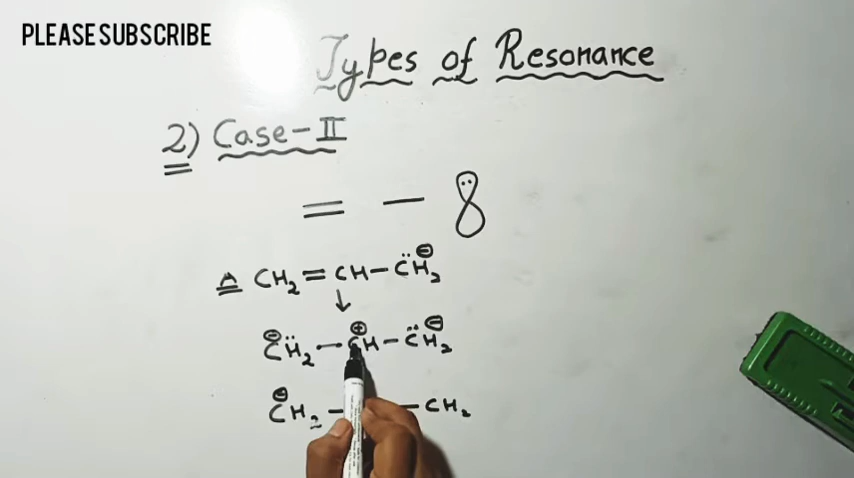 PLEASE SUBSCRIBE
Types of Resonance
2) Case-II
= - 8
A CH₂ = CH - C̈H₂⊖
↓
⊖C̈H₂ - CH⊕ - C̈H₂⊖
⊖CH₂ - - CH₂